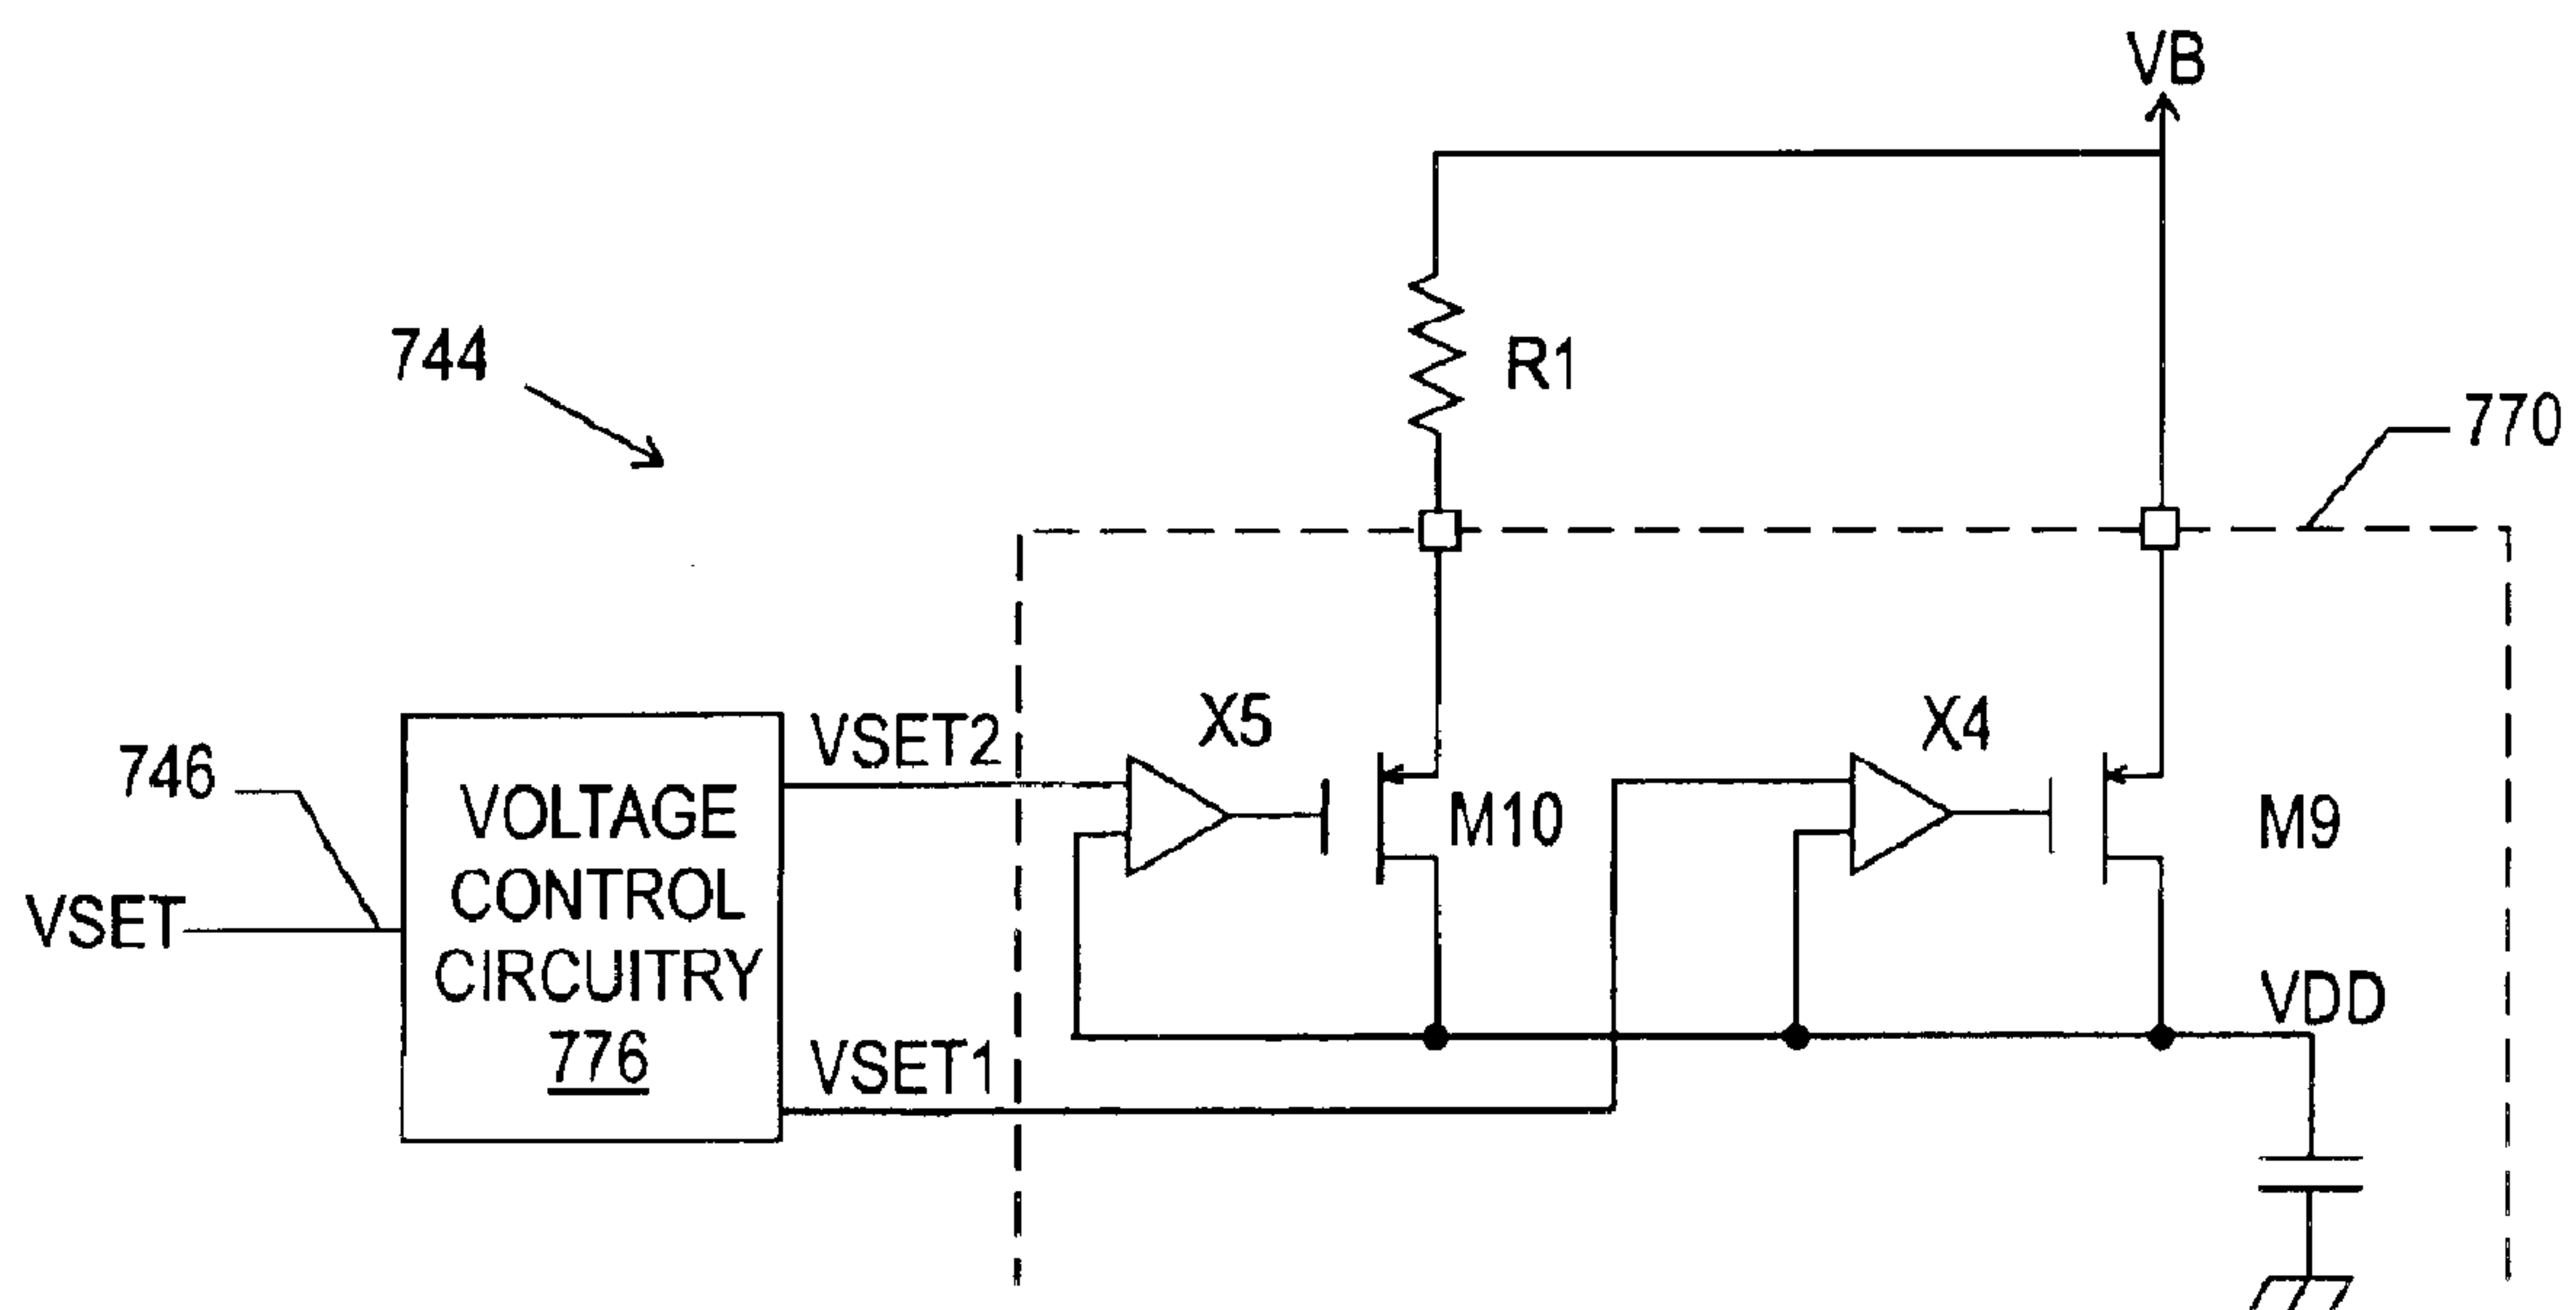 VB
744
R1
770
X5
X4
VSET2
746
M10
M9
VOLTAGE
CONTROL
CIRCUITRY
776
VSET
VDD
VSET1